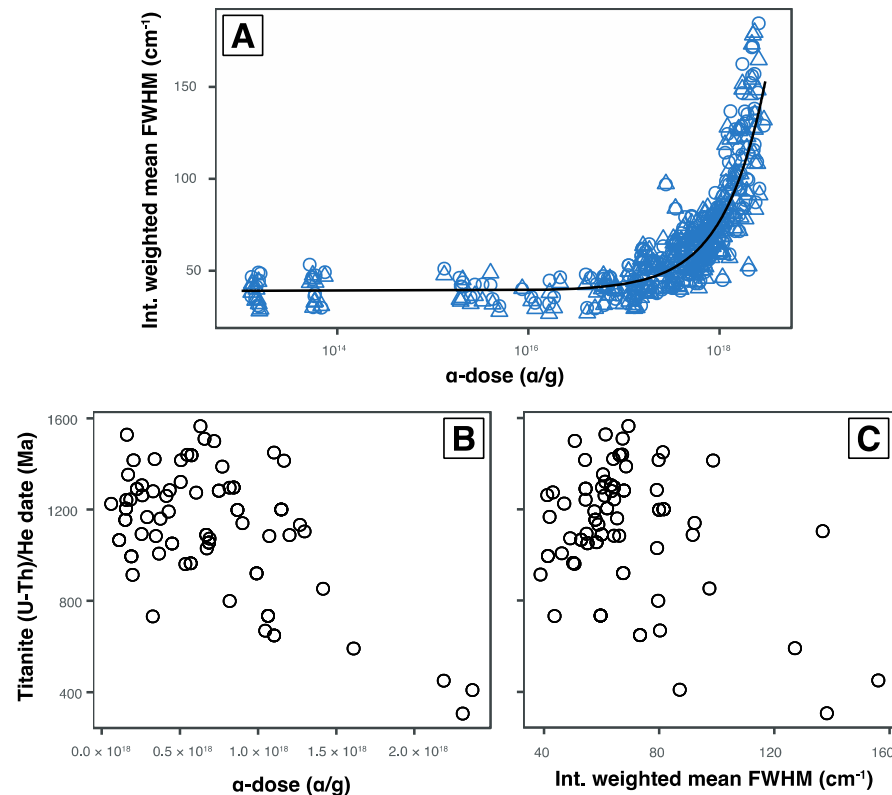 A
Int. weighted mean FWHM (cm⁻¹)
150
100
50
10¹⁴
10¹⁶
10¹⁸
α-dose (α/g)
B
Titanite (U-Th)/He date (Ma)
1600
1200
800
400
0.0 × 10¹⁸
0.5 × 10¹⁸
1.0 × 10¹⁸
1.5 × 10¹⁸
2.0 × 10¹⁸
α-dose (α/g)
C
40
80
120
160
Int. weighted mean FWHM (cm⁻¹)